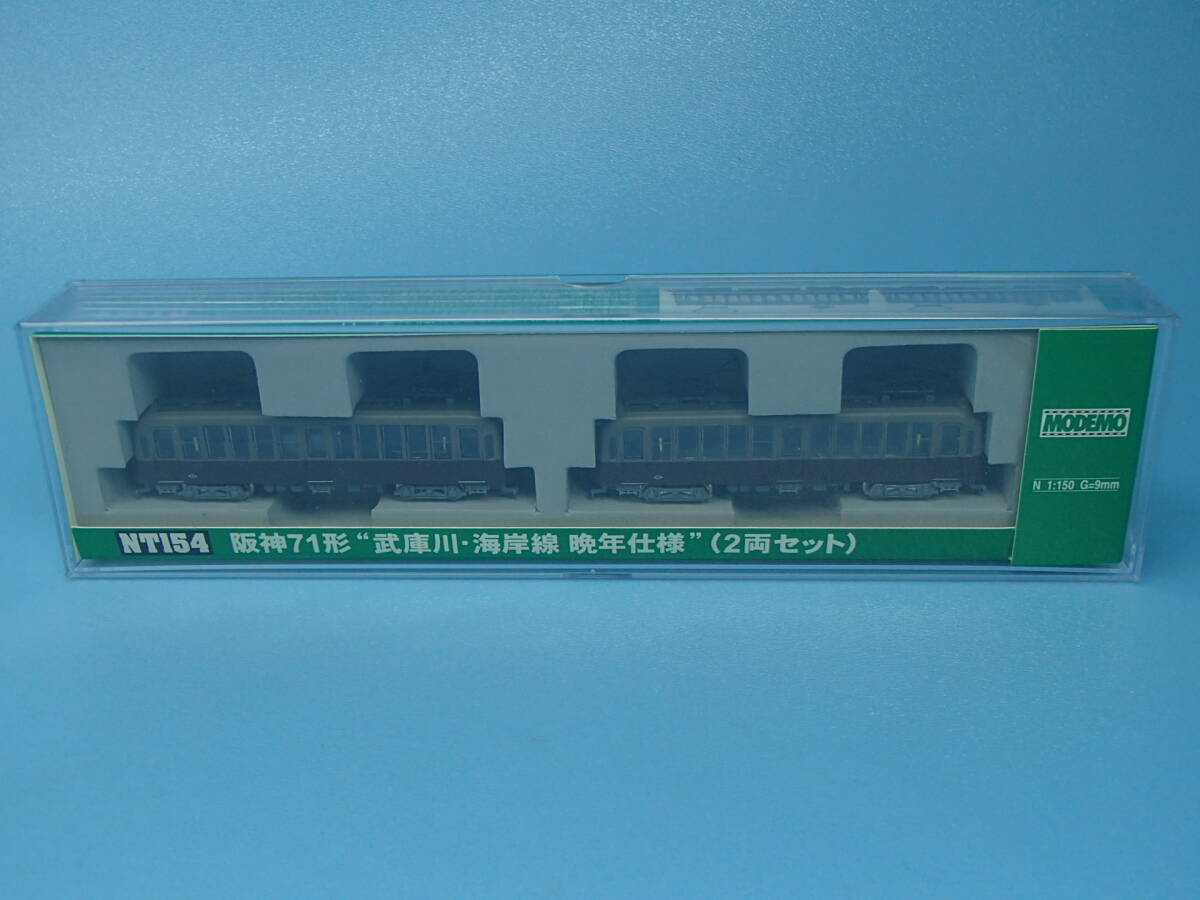 MODEMO
N 1:150 G=9mm
NT154 阪神71形“武庫川・海岸線 晩年仕様”(2両セット)